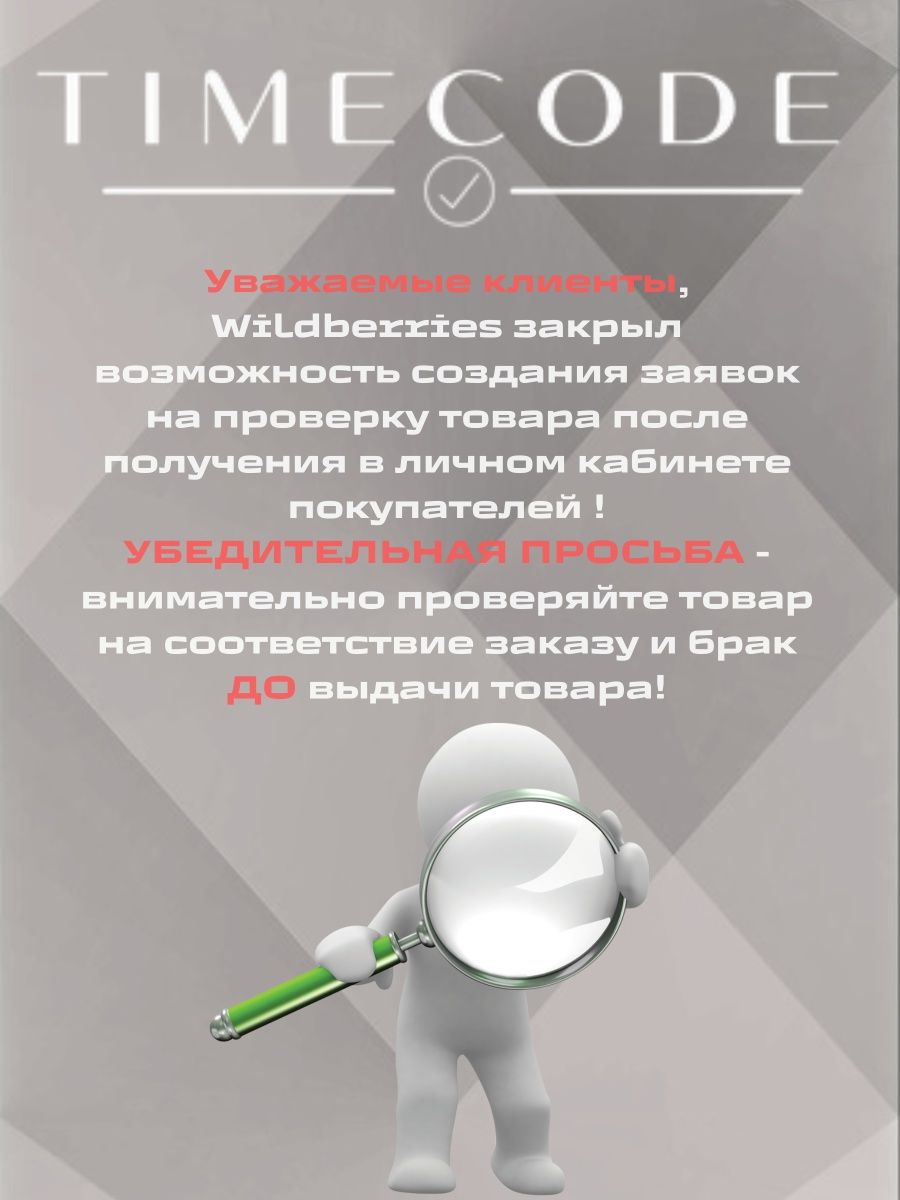 TIMECODE
Уважаемые клиенты,
Wildberries закрыл
возможность создания заявок
на проверку товара после
получения в личном кабинете
покупателей !
УБЕДИТЕЛЬНАЯ ПРОСЬБА -
внимательно проверяйте товар
на соответствие заказу и брак
ДО выдачи товара!